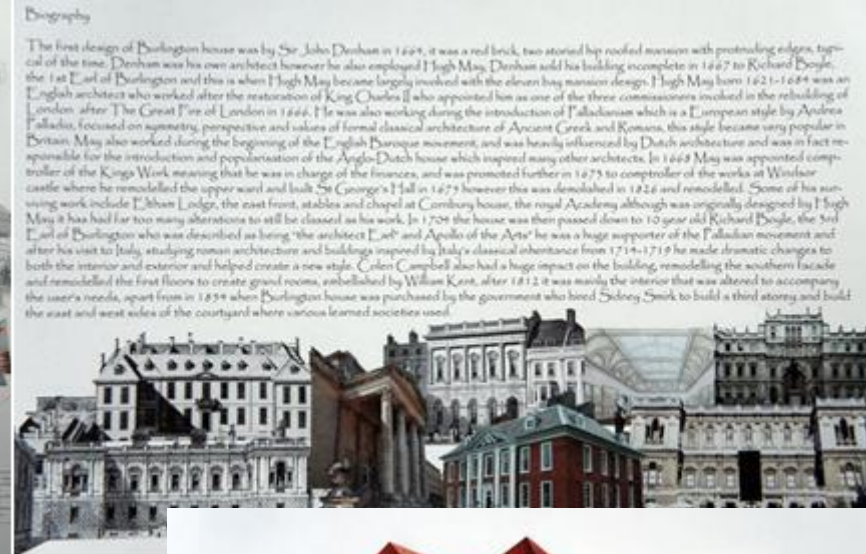 Biography
The first design of Burlington house was by Sir John Denham in 1664, it was a red brick, two storied hip roofed mansion with protruding edges, typi-
cal of the time. Denham was his own architect however he also employed Hugh May. Denham sold his building incomplete in 1667 to Richard Boyle,
the 1st Earl of Burlington and this is when Hugh May became largely involved with the eleven bay mansion design. Hugh May born 1621-1684 was an
English architect who worked after the restoration of King Charles II who appointed him as one of the three commissioners involved in the rebuilding of
London after The Great Fire of London in 1666. He was also working during the introduction of Palladianism which is a European style by Andrea
Palladio, focused on symmetry, perspective and values of formal classical architecture of Ancient Greek and Romans, this style became very popular in
Britain. May also worked during the beginning of the English Baroque movement, and was heavily influenced by Dutch architecture and was in fact re-
sponsible for the introduction and popularisation of the Anglo-Dutch house which inspired many other architects. In 1668 May was appointed comp-
troller of the Kings Work meaning that he was in charge of the finances, and was promoted further in 1673 to comptroller of the works at Windsor
castle where he remodelled the upper ward and built St George's Hall in 1675 however this was demolished in 1826 and remodelled. Some of his sur-
viving work include Eltham Lodge, the east front, stables and chapel at Cornbury house, the royal Academy although was originally designed by Hugh
May it has had far too many alterations to still be classed as his work. In 1704 the house was then passed down to 10 year old Richard Boyle, the 3rd
Earl of Burlington who was described as being "the architect Earl" and Apollo of the Arts" he was a huge supporter of the Palladian movement and
after his visit to Italy, studying roman architecture and buildings inspired by Italy's classical inheritance from 1714-1719 he made dramatic changes to
both the interior and exterior and helped create a new style. Colen Campbell also had a huge impact on the building, remodelling the southern facade
and remodelled the first floors to create grand rooms, embellished by William Kent, after 1812 it was mainly the interior that was altered to accompany
the user's needs, apart from in 1854 when Burlington house was purchased by the government who hired Sidney Smirk to build a third storey and build
the east and west sides of the courtyard where various learned societies used